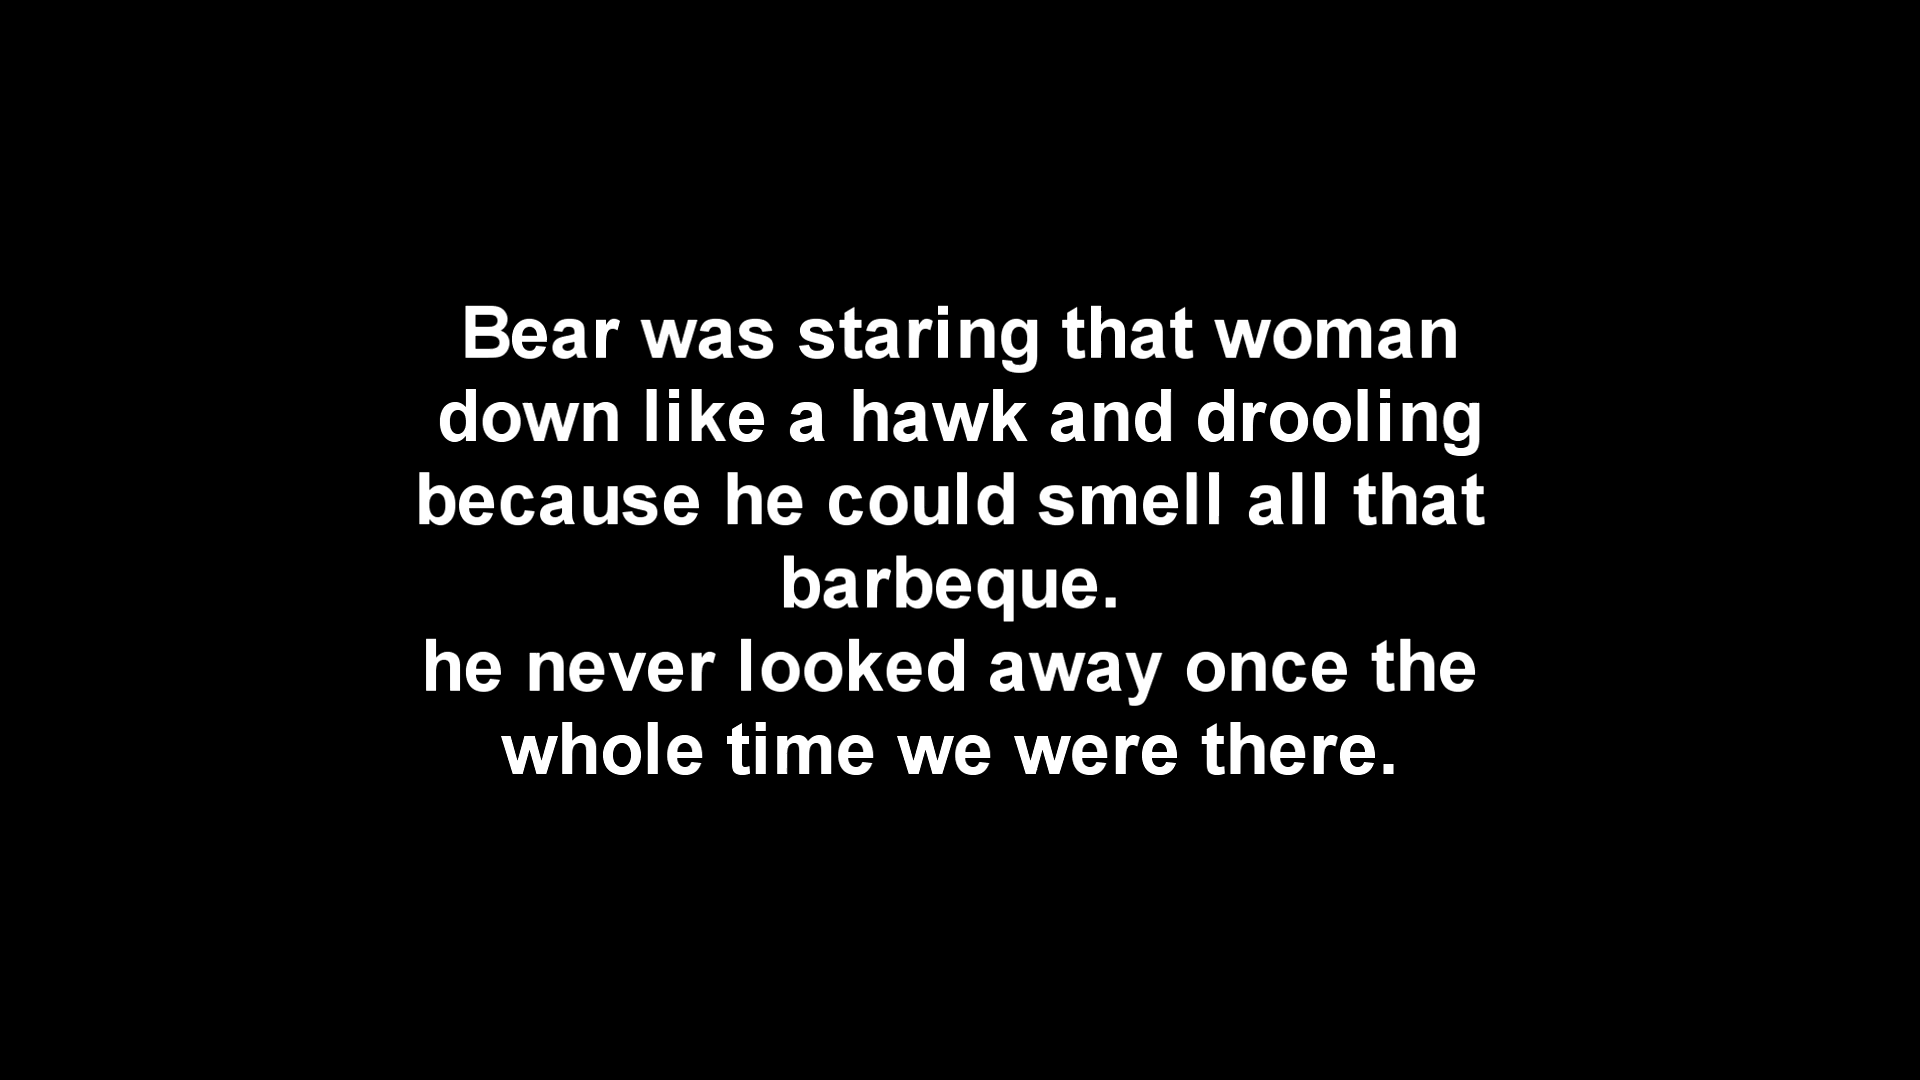 Bear was staring that woman
down like a hawk and drooling
because he could smell all that
barbeque.
he never looked away once the
whole time we were there.